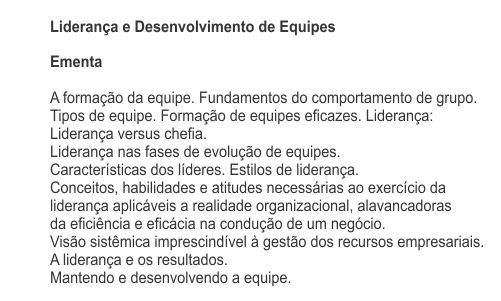 Liderança e Desenvolvimento de Equipes
Ementa
A formação da equipe. Fundamentos do comportamento de grupo.
Tipos de equipe. Formação de equipes eficazes. Liderança:
Liderança versus chefia.
Liderança nas fases de evolução de equipes.
Características dos líderes. Estilos de liderança.
Conceitos, habilidades e atitudes necessárias ao exercício da
liderança aplicáveis a realidade organizacional, alavancadoras
da eficiência e eficácia na condução de um negócio.
Visão sistêmica imprescindível à gestão dos recursos empresariais.
A liderança e os resultados.
Mantendo e desenvolvendo a equipe.